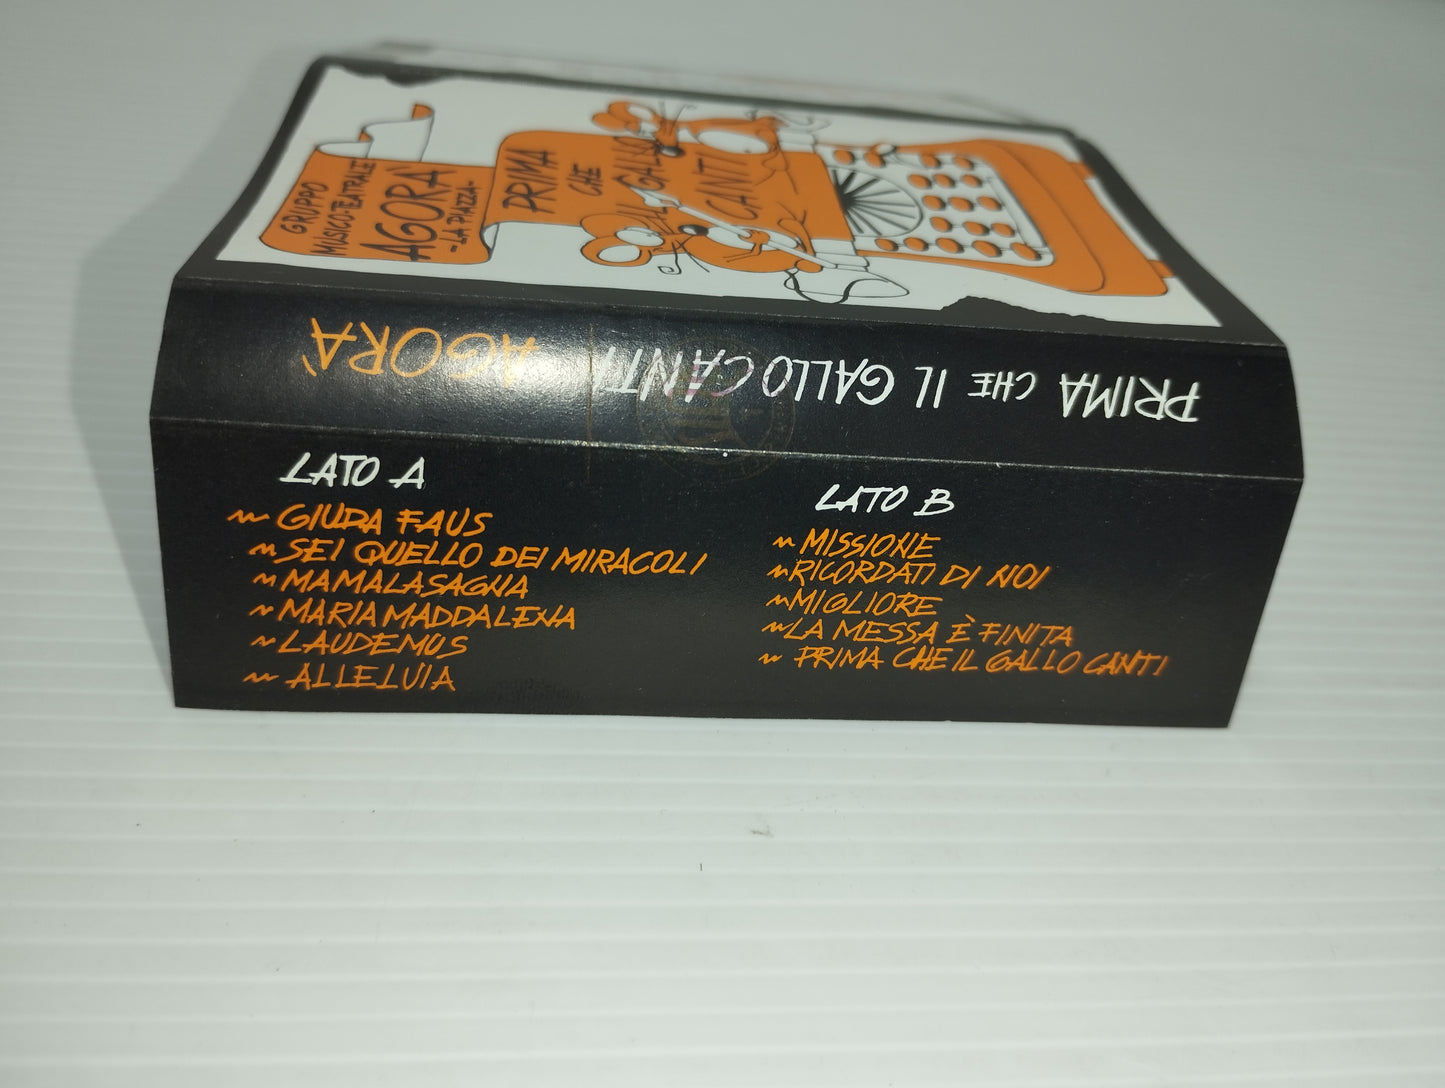 GRUPPO
MUSICO-TEATRALE
AGORA
-LA PIAZZA-
PRIMA
CHE
IL GALLO
CANTI
PRIMA CHE IL GALLO CANTI AGORÀ
LATO A
~ GIUDA FAUS
~ SEI QUELLO DEI MIRACOLI
~ MAMALASAGNA
~ MARIA MADDALENA
~ LAUDEMUS
~ ALLELUIA
LATO B
~ MISSIONE
~ RICORDATI DI NOI
~ MIGLIORE
~ LA MESSA È FINITA
~ PRIMA CHE IL GALLO CANTI